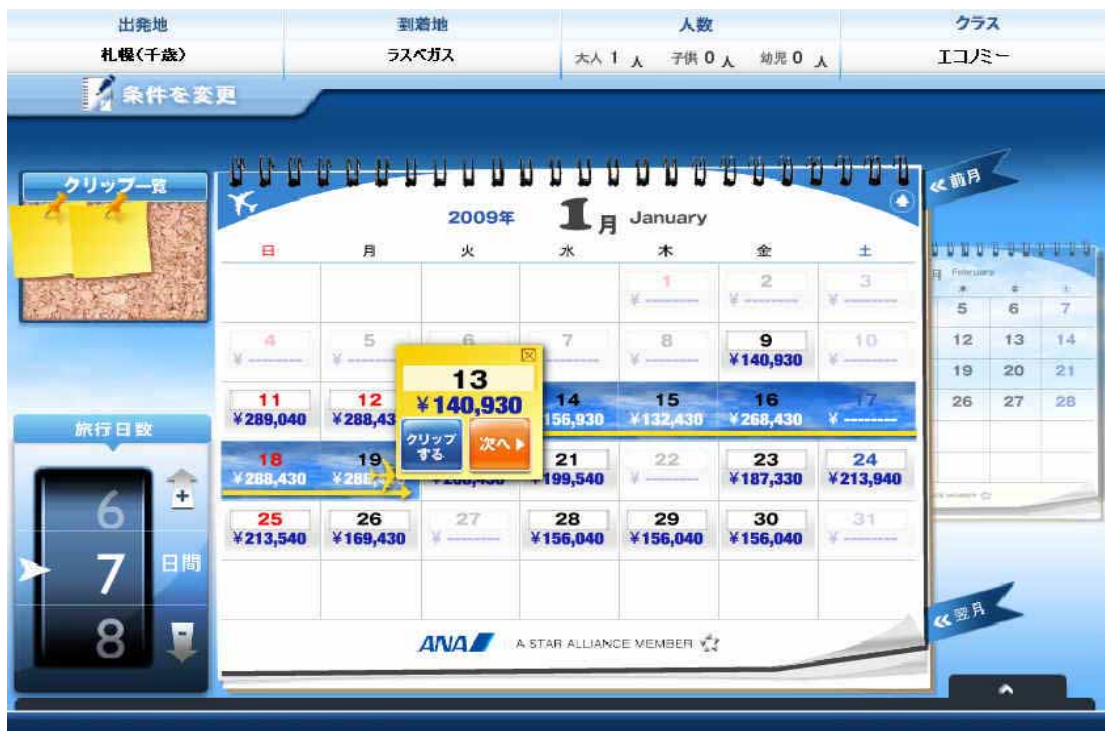 出発地 到着地 人数 クラス
札幌(千歳) ラスベガス 大人 1 人 子供 0 人 幼児 0 人 エコノミー
条件を変更
クリップ一覧
≪前月
2009年 1月 January
日 月 火 水 木 金 土
1 2 3
¥ -------- ¥ -------- ¥ --------
4 5 6 7 8 9 10
¥ -------- ¥ -------- ¥ -------- ¥140,930 ¥ --------
13
¥140,930
クリップする
次へ
11 12 14 15 16 17
¥289,040 ¥288,43 156,930 ¥132,430 ¥268,430 ¥ --------
18 19 21 22 23 24
¥288,430 199,540 ¥ -------- ¥187,330 ¥213,940
25 26 27 28 29 30 31
¥213,540 ¥169,430 ¥ -------- ¥156,040 ¥156,040 ¥156,040 ¥ --------
ANA A STAR ALLIANCE MEMBER
旅行日数
6
7 日間
8
+
-
月 February
木 金 土
5 6 7
12 13 14
19 20 21
26 27 28
≪翌月